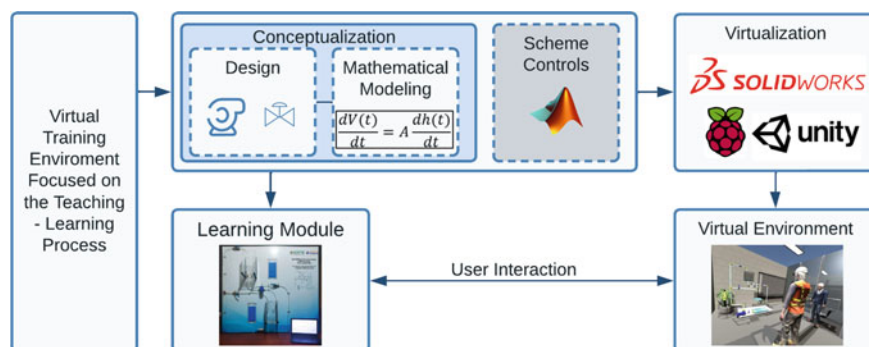 Virtual
Training
Enviroment
Focused on
the Teaching
- Learning
Process
Conceptualization
Design
Mathematical
Modeling
dV(t)/dt = A dh(t)/dt
Scheme
Controls
Virtualization
SOLIDWORKS
unity
Learning Module
User Interaction
Virtual Environment